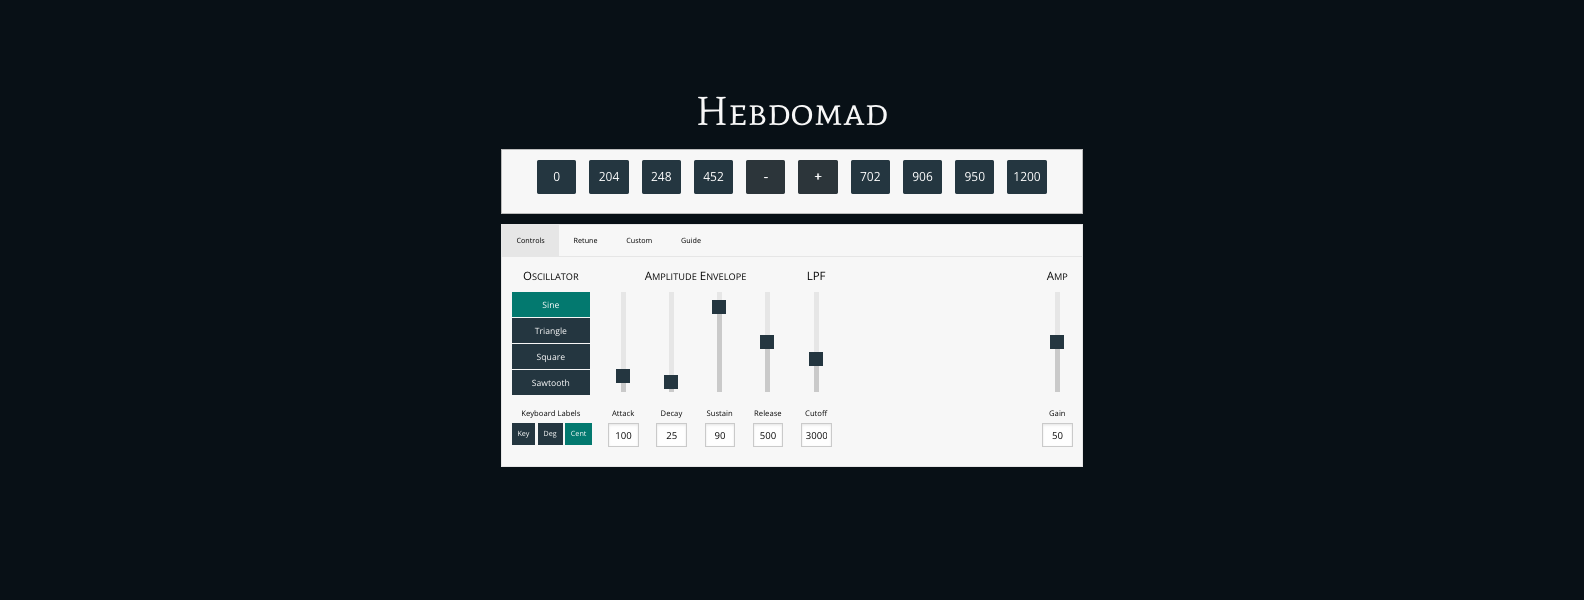 Hebdomad
0 204 248 452 - + 702 906 950 1200
Controls Retune Custom Guide
Oscillator Amplitude Envelope LPF Amp
Sine
Triangle
Square
Sawtooth
Keyboard Labels Attack Decay Sustain Release Cutoff Gain
Key Deg Cent 100 25 90 500 3000 50